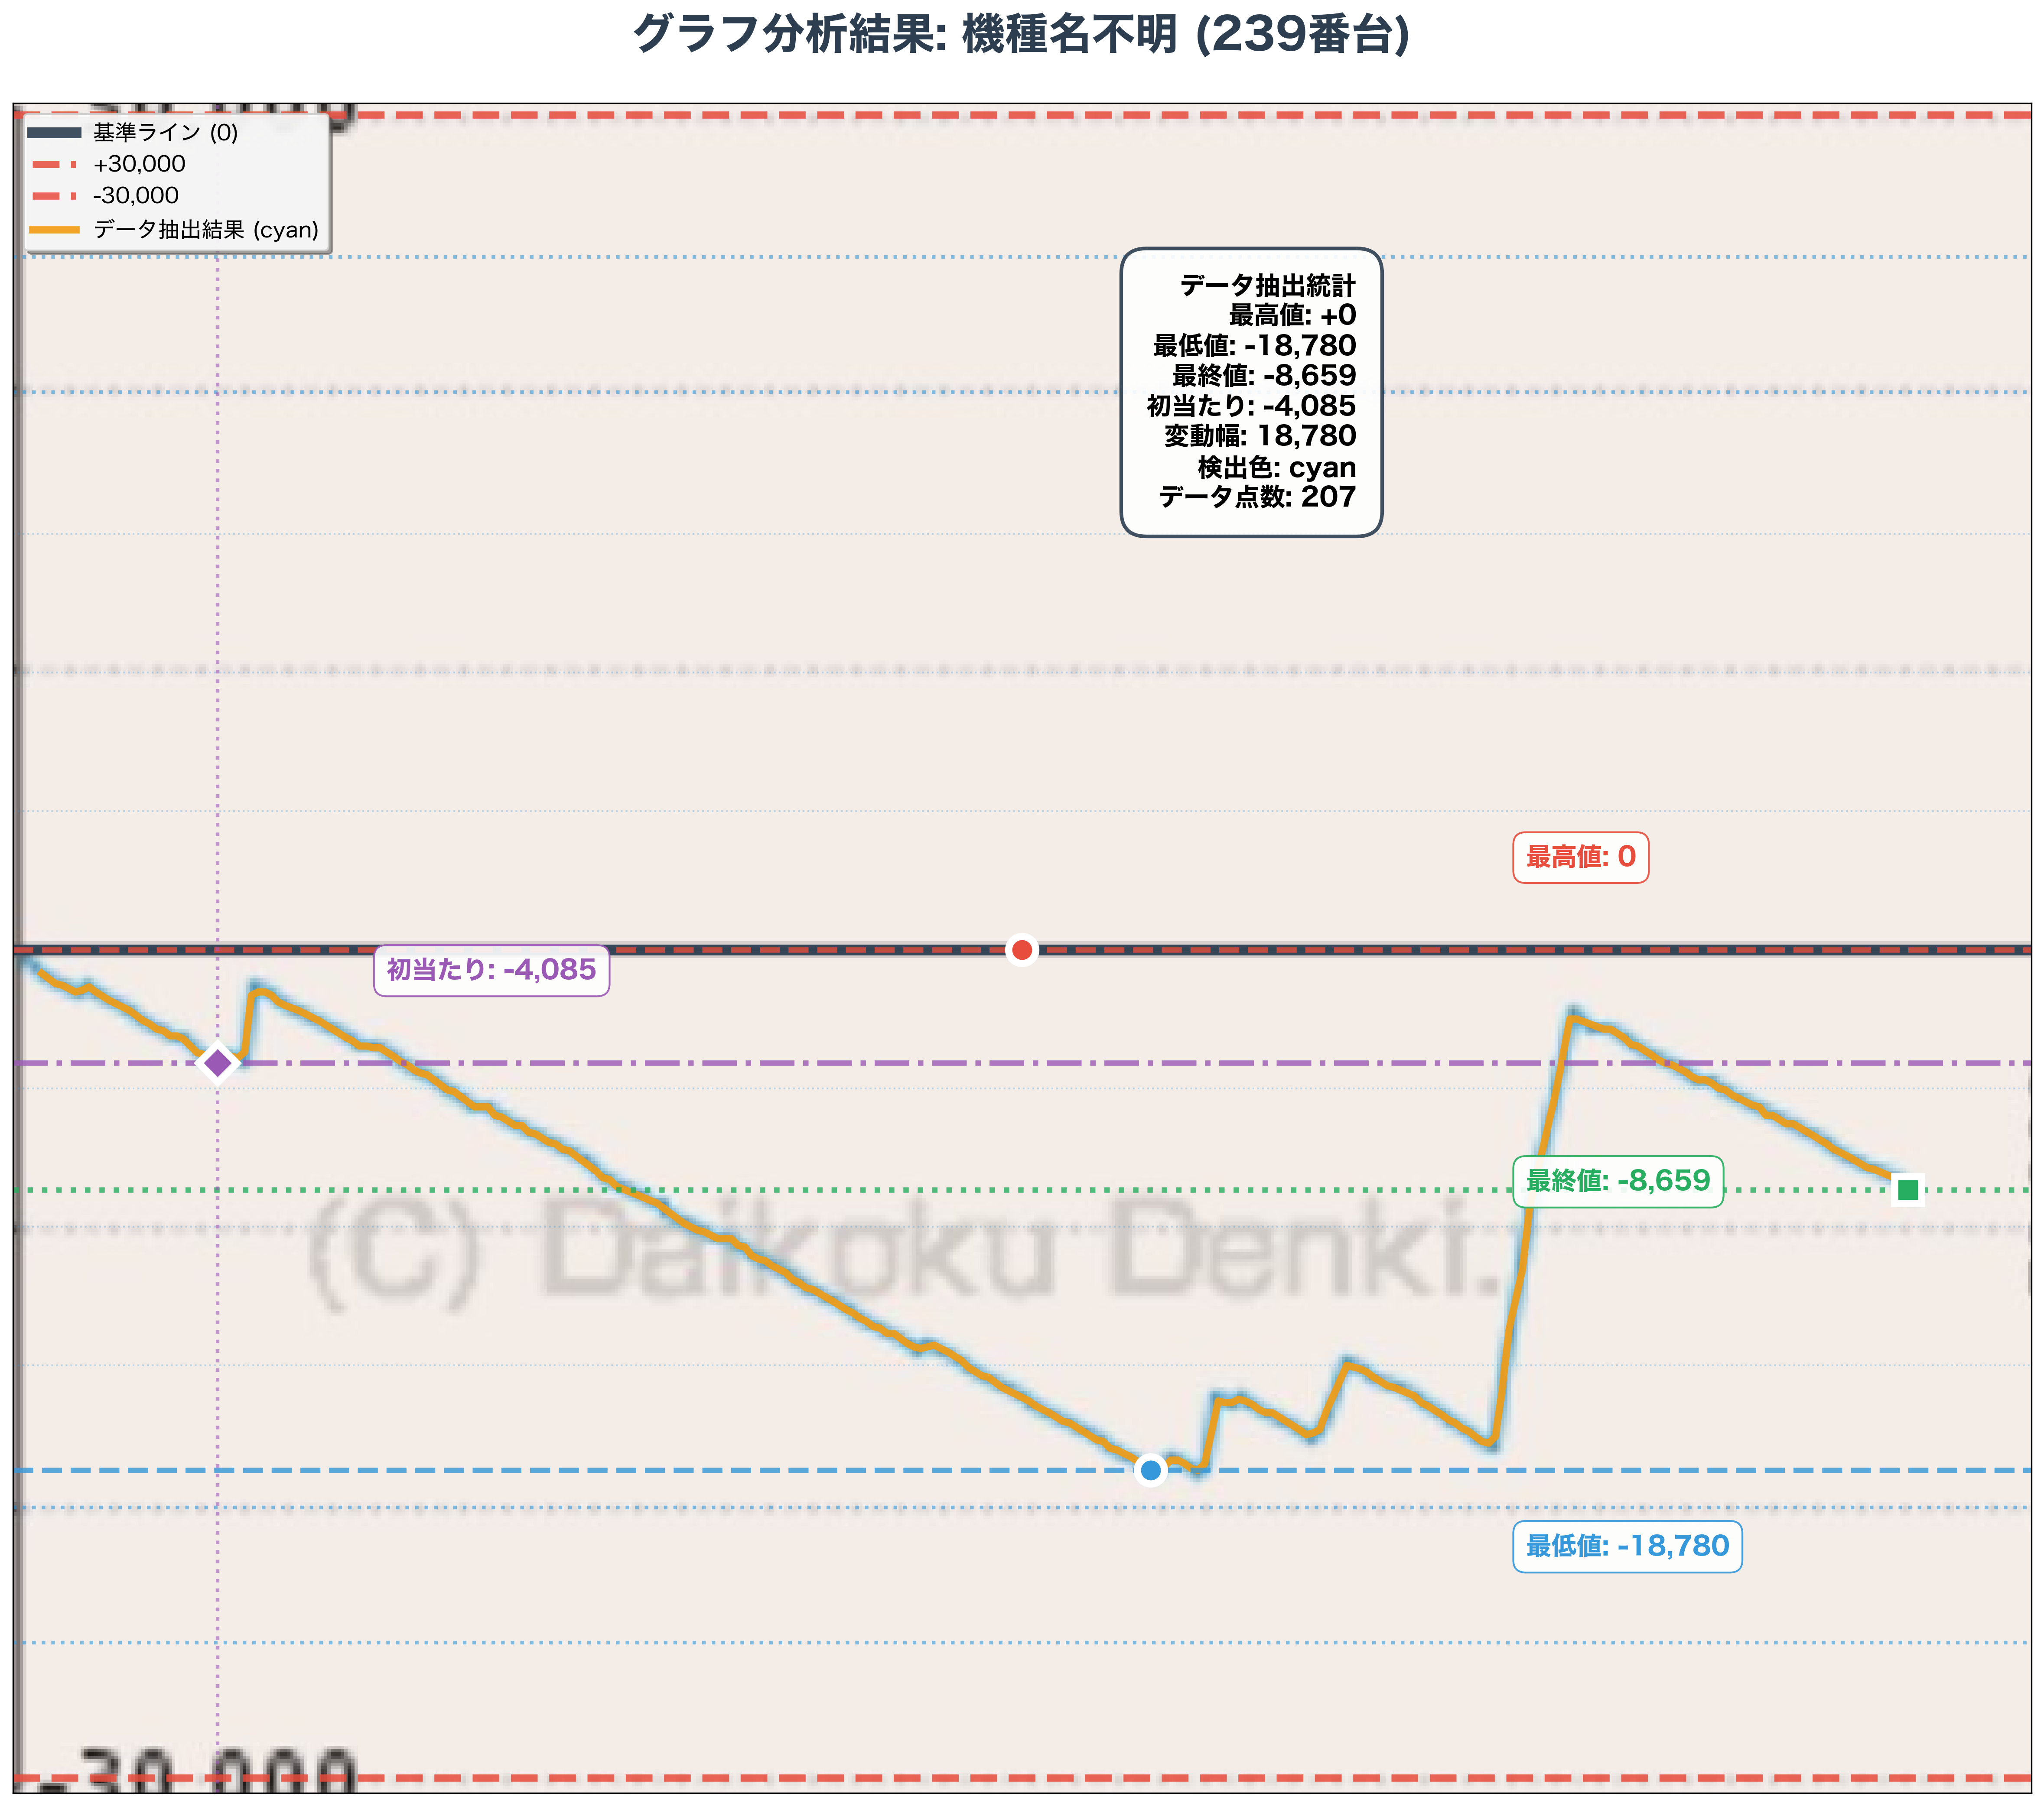 グラフ分析結果: 機種名不明 (239番台)
基準ライン (0)
+30,000
-30,000
データ抽出結果 (cyan)
データ抽出統計
最高値: +0
最低値: -18,780
最終値: -8,659
初当たり: -4,085
変動幅: 18,780
検出色: cyan
データ点数: 207
最高値: 0
初当たり: -4,085
最終値: -8,659
(C) Daikoku Denki.
最低値: -18,780
-30,000